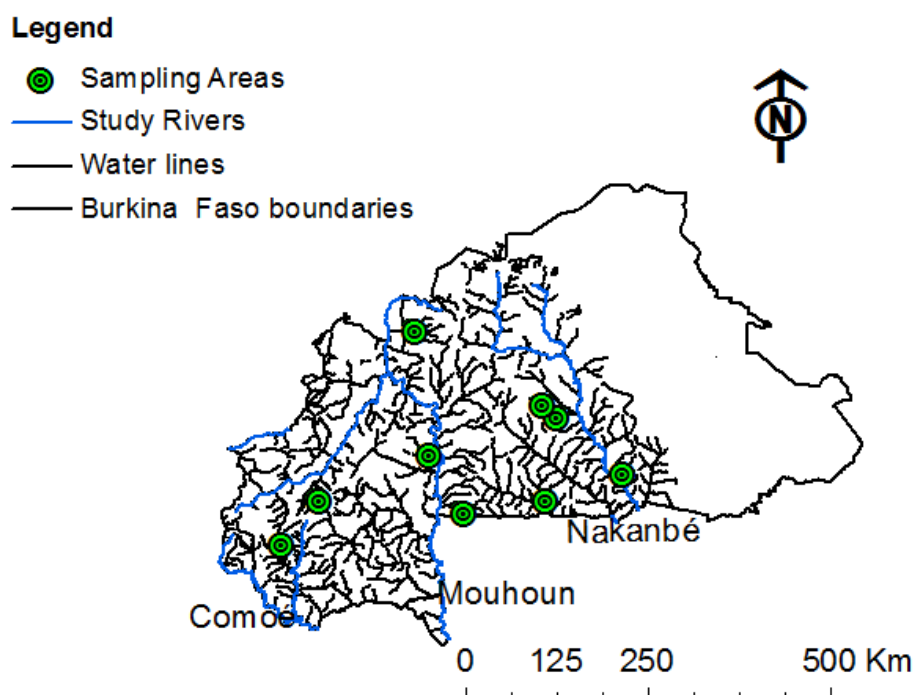 Legend
Sampling Areas
Study Rivers
Water lines
Burkina Faso boundaries
N
Nakanbé
Mouhoun
Comoé
0 125 250 500 Km